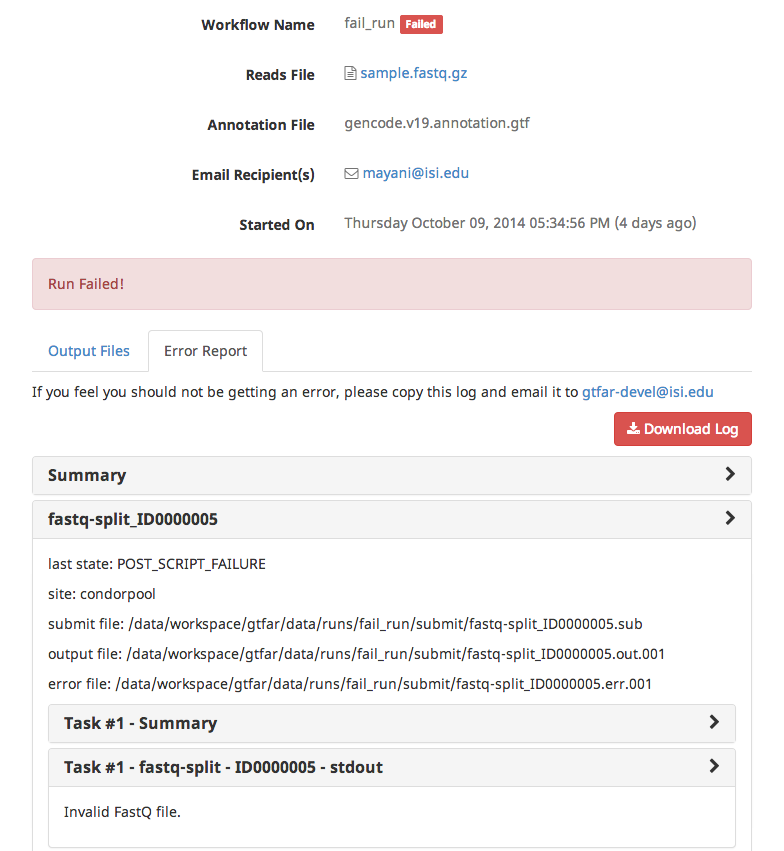 Workflow Name fail_run Failed
Reads File sample.fastq.gz
Annotation File gencode.v19.annotation.gtf
Email Recipient(s) mayani@isi.edu
Started On Thursday October 09, 2014 05:34:56 PM (4 days ago)
Run Failed!
Output Files Error Report
If you feel you should not be getting an error, please copy this log and email it to gtfar-devel@isi.edu
Download Log
Summary
fastq-split_ID0000005
last state: POST_SCRIPT_FAILURE
site: condorpool
submit file: /data/workspace/gtfar/data/runs/fail_run/submit/fastq-split_ID0000005.sub
output file: /data/workspace/gtfar/data/runs/fail_run/submit/fastq-split_ID0000005.out.001
error file: /data/workspace/gtfar/data/runs/fail_run/submit/fastq-split_ID0000005.err.001
Task #1 - Summary
Task #1 - fastq-split - ID0000005 - stdout
Invalid FastQ file.